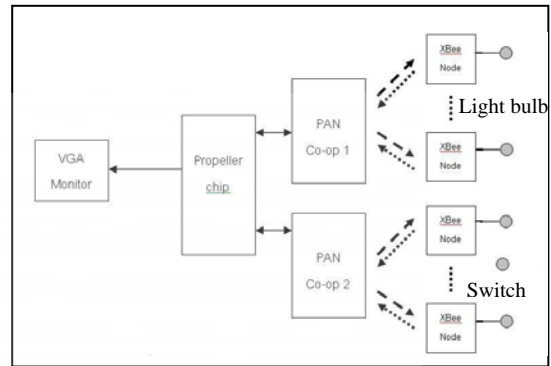 XBee
Node
Light bulb
PAN
Co-op 1
XBee
Node
VGA
Monitor
Propeller
chip
XBee
Node
PAN
Co-op 2
Switch
XBee
Node